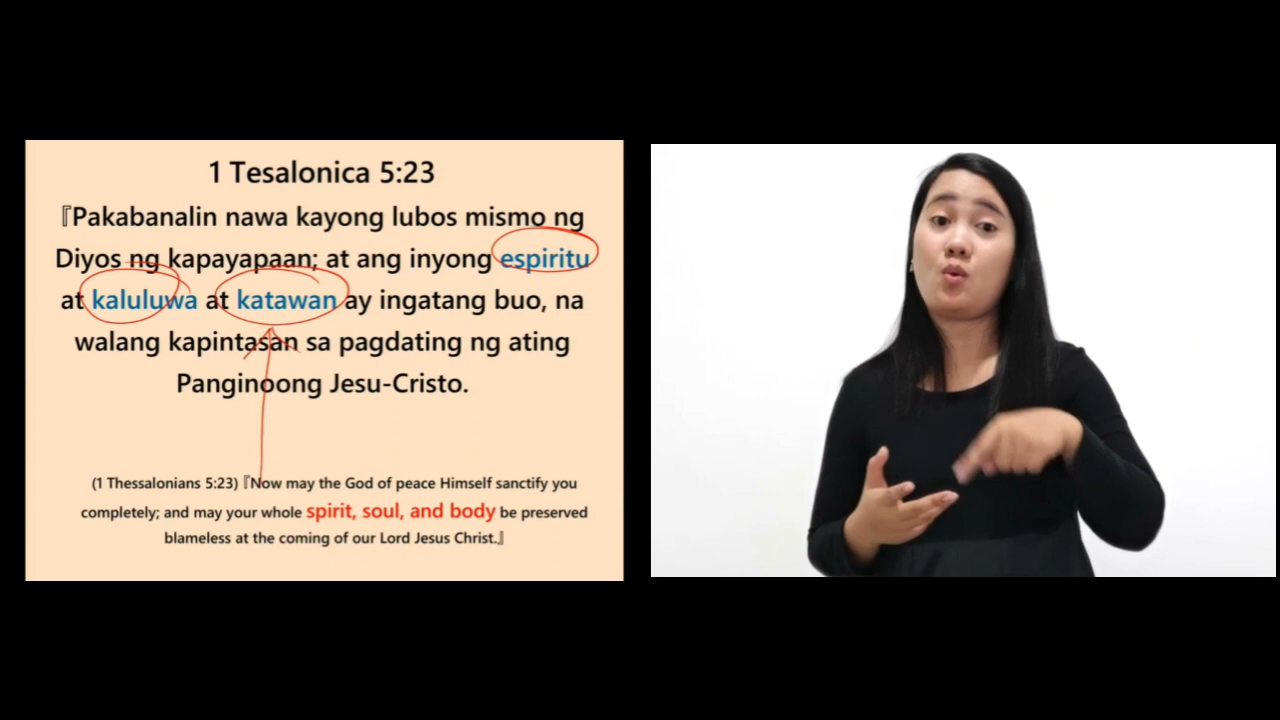 1 Tesalonica 5:23
『Pakabanalin nawa kayong lubos mismo ng
Diyos ng kapayapaan; at ang inyong espiritu
at kaluluwa at katawan ay ingatang buo, na
walang kapintasan sa pagdating ng ating
Panginoong Jesu-Cristo.
(1 Thessalonians 5:23) 『Now may the God of peace Himself sanctify you
completely; and may your whole spirit, soul, and body be preserved
blameless at the coming of our Lord Jesus Christ.』